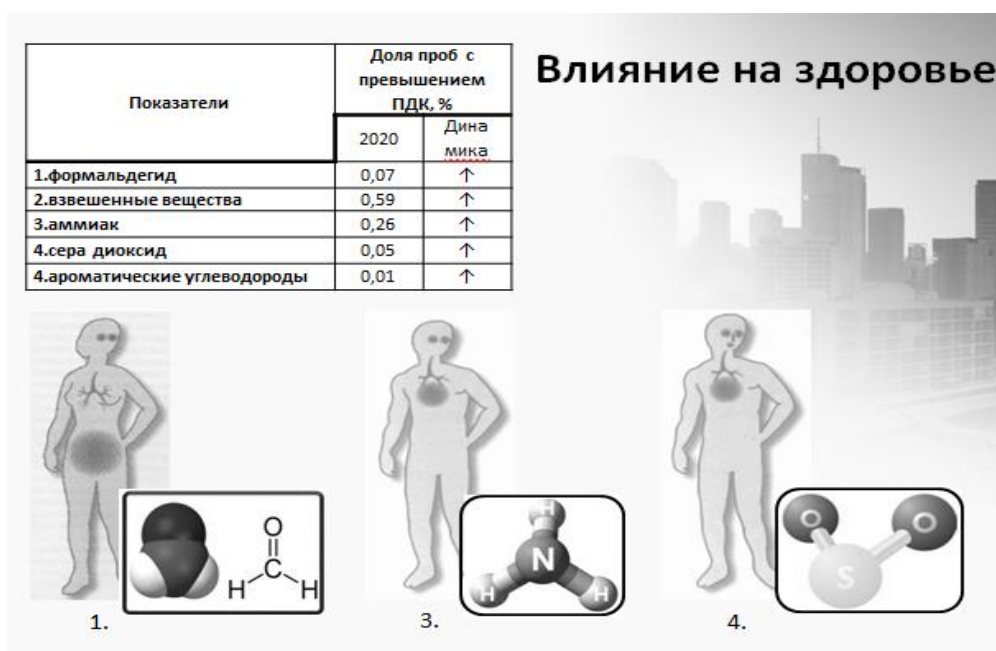 Влияние на здоровье
Показатели
Доля проб с
превышением
ПДК, %
2020
Дина
мика
1.формальдегид 0,07 ↑
2.взвешенные вещества 0,59 ↑
3.аммиак 0,26 ↑
4.сера диоксид 0,05 ↑
4.ароматические углеводороды 0,01 ↑
O
H C H
1.
H
N
H H
3.
O O
S
4.